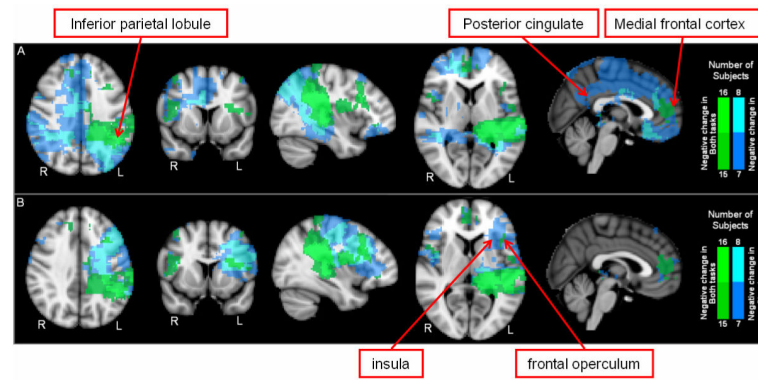 Inferior parietal lobule
Posterior cingulate
Medial frontal cortex
A
R
L
R
L
R
L
Number of
Subjects
16
8
Negative change in
Both tasks
Negative change in
15
7
B
R
L
R
L
R
L
Number of
Subjects
16
8
Negative change in
Both tasks
Negative change in
15
7
insula
frontal operculum